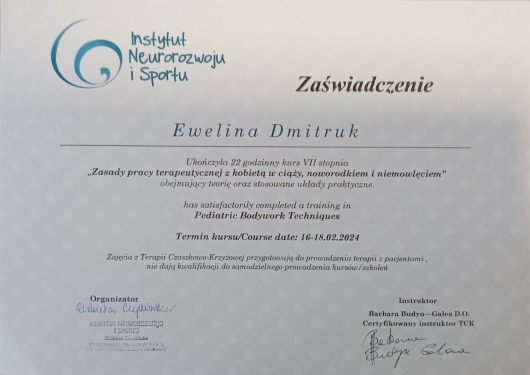 Instytut
Neurorozwoju
i Sportu
Zaświadczenie
Ewelina Dmitruk
Ukończyła 22 godzinny kurs VII stopnia
„Zasady pracy terapeutycznej z kobietą w ciąży, noworodkiem i niemowlęciem”
obejmujący teorię oraz stosowane układy praktyczne.
has satisfactorily completed a training in
Pediatric Bodywork Techniques
Termin kursu/Course date: 16-18.02.2024
Zajęcia z Terapii Czaszkowo-Krzyżowej przygotowują do prowadzenia terapii z pacjentami ,
nie dają kwalifikacji do samodzielnego prowadzenia kursów/szkoleń
Organizator
INSTYTUT NEUROROZWOJU
I SPORTU
Instruktor
Barbara Budyn—Galea D.O.
Certyfikowany instruktor TCK